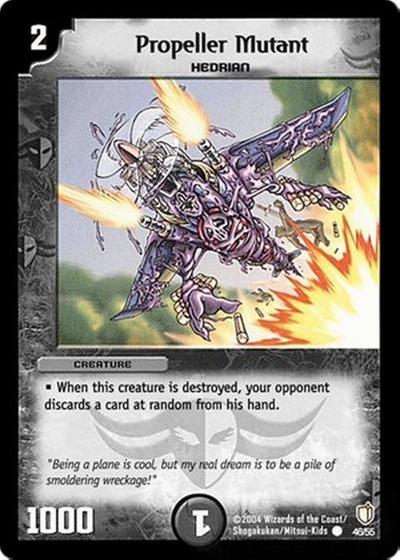 2
Propeller Mutant
HEDRIAN
CREATURE
▪ When this creature is destroyed, your opponent
discards a card at random from his hand.
"Being a plane is cool, but my real dream is to be a pile of
smoldering wreckage!"
1000
1
©2004 Wizards of the Coast/
Shogakukan/Mitsui-Kids
46/55